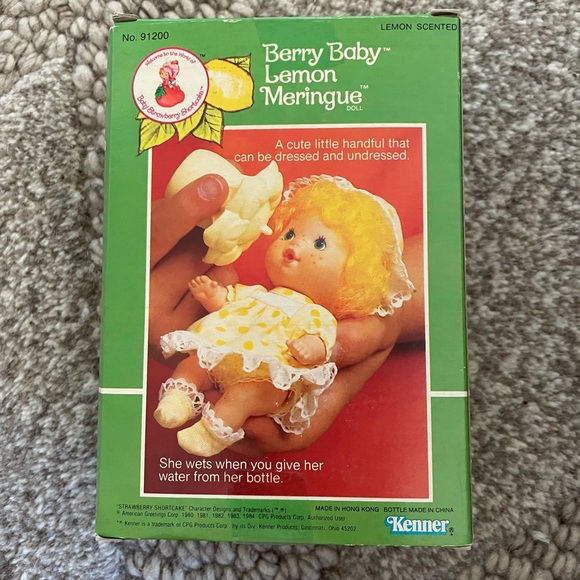 No. 91200
LEMON SCENTED
Welcome to the World of
Baby Strawberry Shortcake™
Berry Baby™
Lemon
Meringue™
DOLL
A cute little handful that
can be dressed and undressed.
She wets when you give her
water from her bottle.
"STRAWBERRY SHORTCAKE" Character Designs and Trademarks
American Greetings Corp. 1980, 1981, 1982, 1983, 1984 CPG Products Corp. Authorized User
Kenner is a trademark of CPG Products Corp. by its Div. Kenner Products, Cincinnati, Ohio 45202
MADE IN HONG KONG BOTTLE MADE IN CHINA
Kenner®